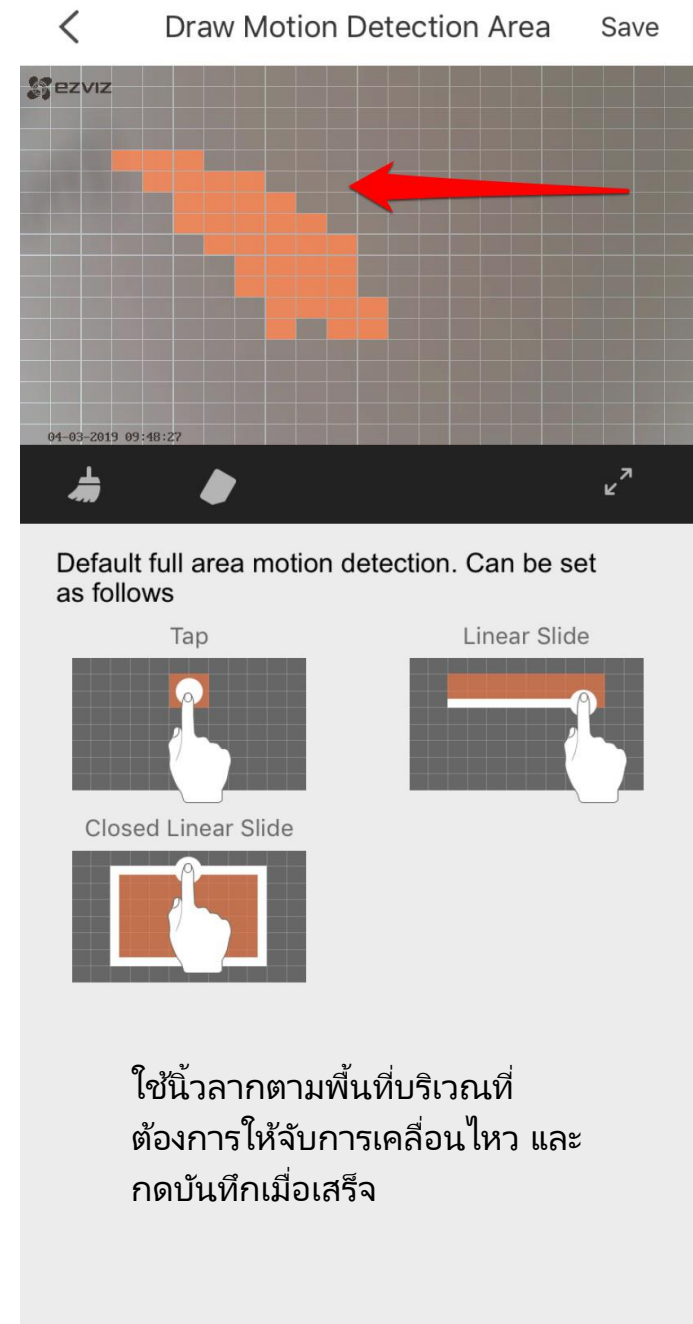 Draw Motion Detection Area Save
ezviz
04-03-2019 09:48:27
Default full area motion detection. Can be set
as follows
Tap Linear Slide
Closed Linear Slide
ใช้นิ้วลากตามพื้นที่บริเวณที่
ต้องการให้จับการเคลื่อนไหว และ
กดบันทึกเมื่อเสร็จ